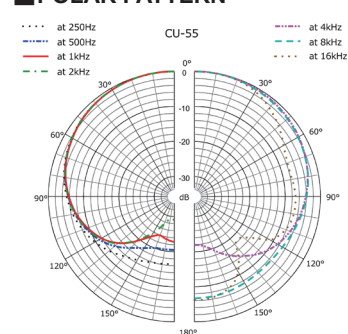 POLAR PATTERN
CU-55
at 250Hz
at 500Hz
at 1kHz
at 2kHz
at 4kHz
at 8kHz
at 16kHz
0°
0
30°
30°
-10
60°
60°
-20
-30
90°
90°
dB
120°
120°
150°
150°
180°